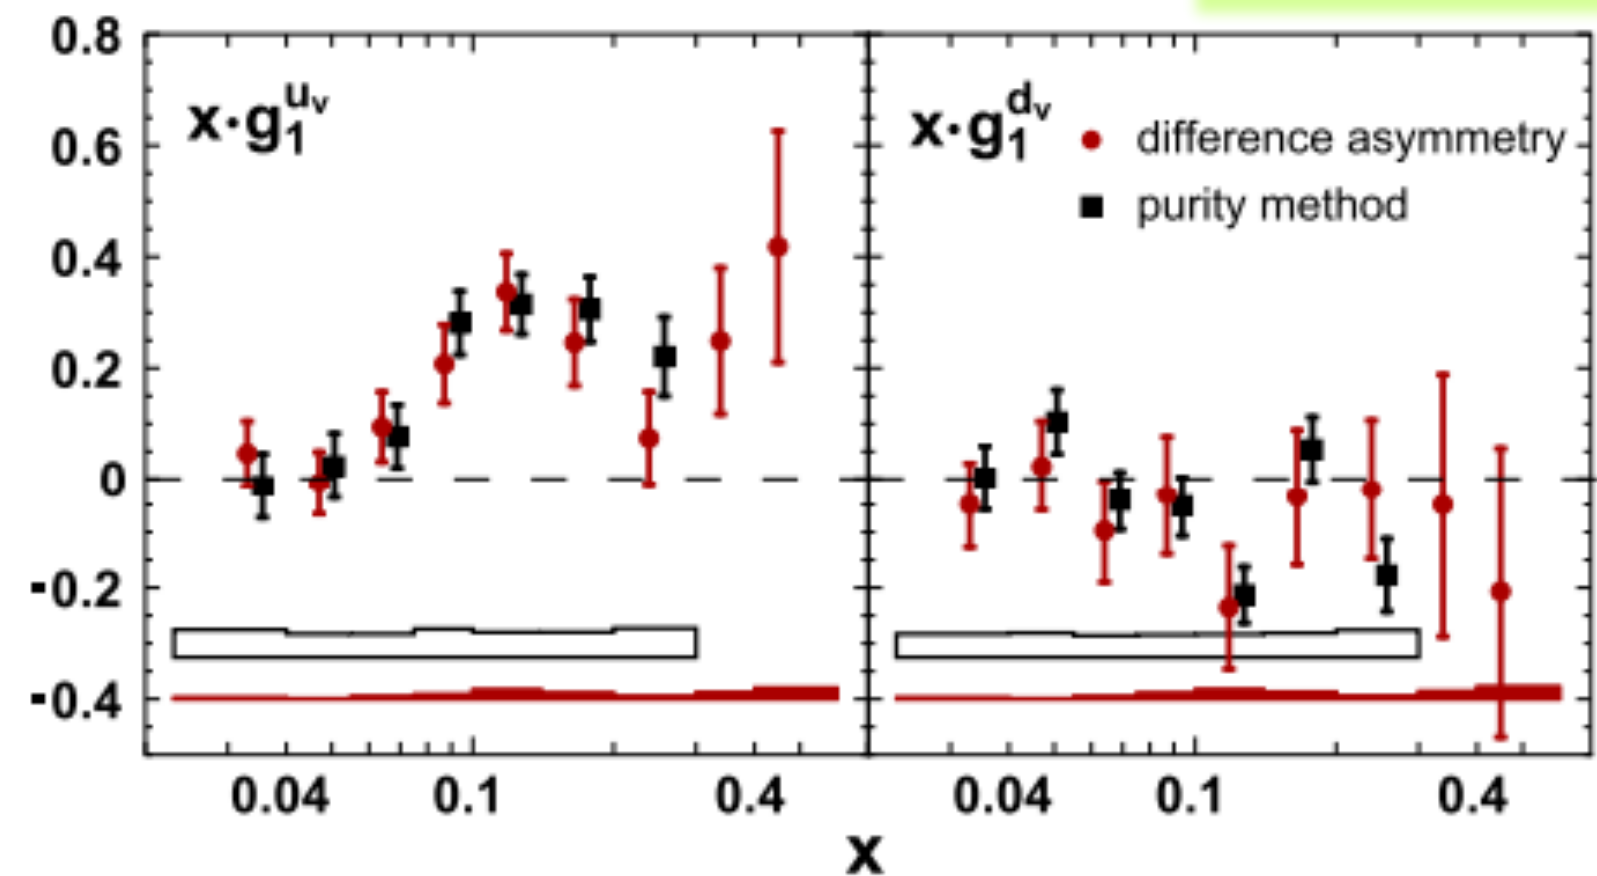 0.8
0.6
0.4
0.2
0
-0.2
-0.4
x·g₁ᵘᵛ
x·g₁ᵈᵛ
difference asymmetry
purity method
0.04 0.1 0.4
0.04 0.1 0.4
x